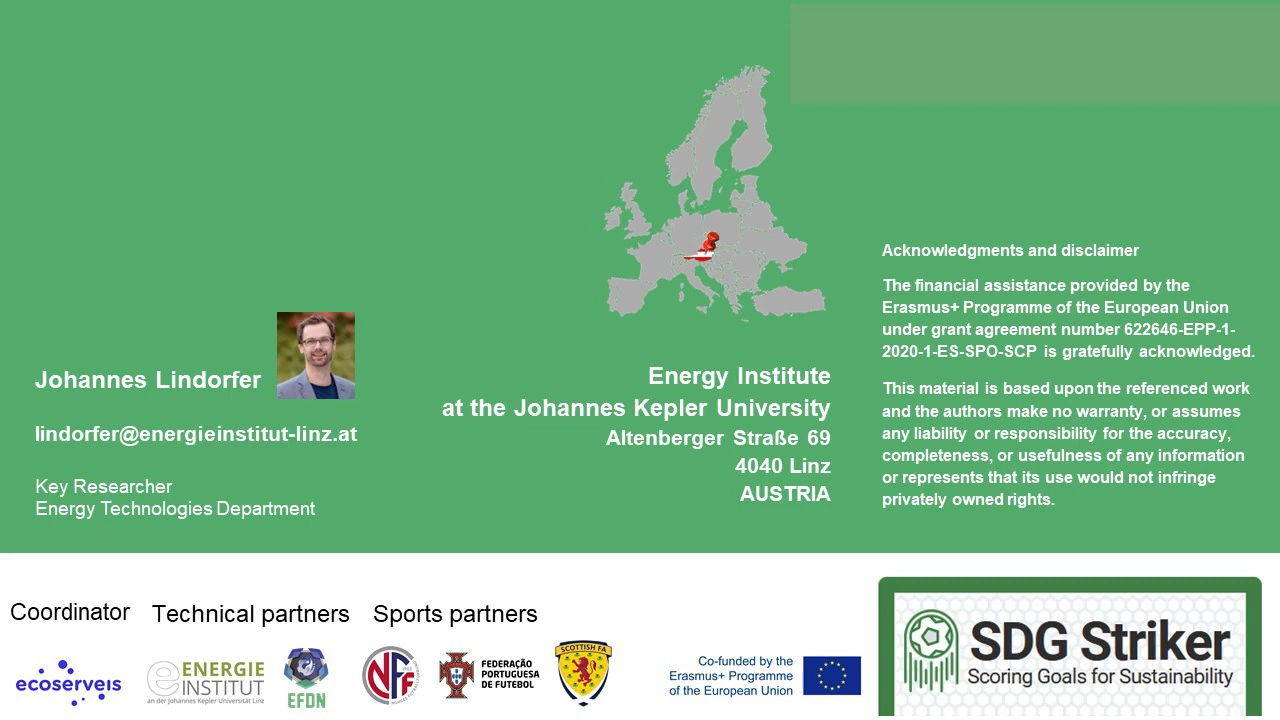 Johannes Lindorfer
lindorfer@energieinstitut-linz.at
Key Researcher
Energy Technologies Department
Energy Institute
at the Johannes Kepler University
Altenberger Straße 69
4040 Linz
AUSTRIA
Acknowledgments and disclaimer
The financial assistance provided by the
Erasmus+ Programme of the European Union
under grant agreement number 622646-EPP-1-
2020-1-ES-SPO-SCP is gratefully acknowledged.
This material is based upon the referenced work
and the authors make no warranty, or assumes
any liability or responsibility for the accuracy,
completeness, or usefulness of any information
or represents that its use would not infringe
privately owned rights.
Coordinator
Technical partners
Sports partners
ecoserveis
e ENERGIE
INSTITUT
an der Johannes Kepler Universität Linz
EFDN
NFF
FEDERAÇÃO
PORTUGUESA
DE FUTEBOL
SCOTTISH FA
Co-funded by the
Erasmus+ Programme
of the European Union
SDG Striker
Scoring Goals for Sustainability